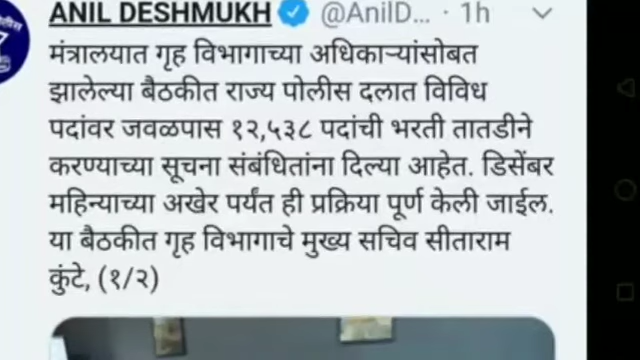 ANIL DESHMUKH @AnilD... · 1h
मंत्रालयात गृह विभागाच्या अधिकाऱ्यांसोबत
झालेल्या बैठकीत राज्य पोलीस दलात विविध
पदांवर जवळपास १२,५३८ पदांची भरती तातडीने
करण्याच्या सूचना संबंधितांना दिल्या आहेत. डिसेंबर
महिन्याच्या अखेर पर्यंत ही प्रक्रिया पूर्ण केली जाईल.
या बैठकीत गृह विभागाचे मुख्य सचिव सीताराम
कुंटे, (१/२)